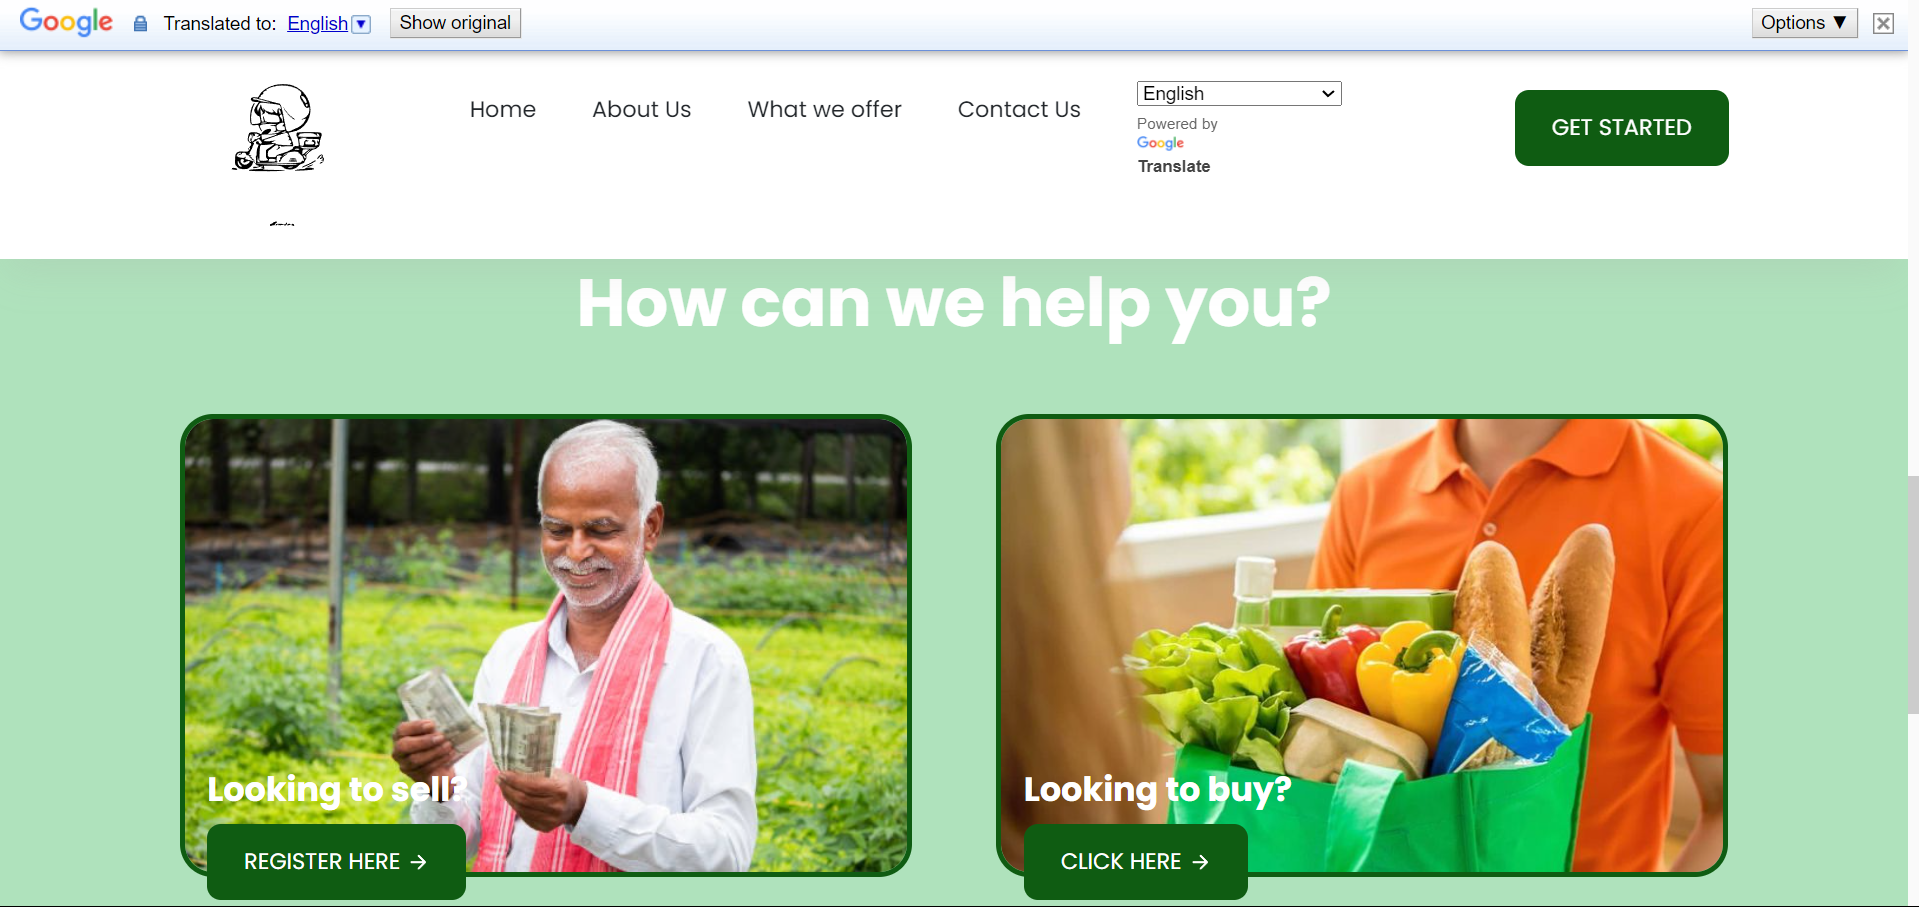 Google Translated to: English Show original Options ▼
Home About Us What we offer Contact Us English GET STARTED
Powered by
Google
Translate
How can we help you?
Looking to sell? Looking to buy?
REGISTER HERE → CLICK HERE →